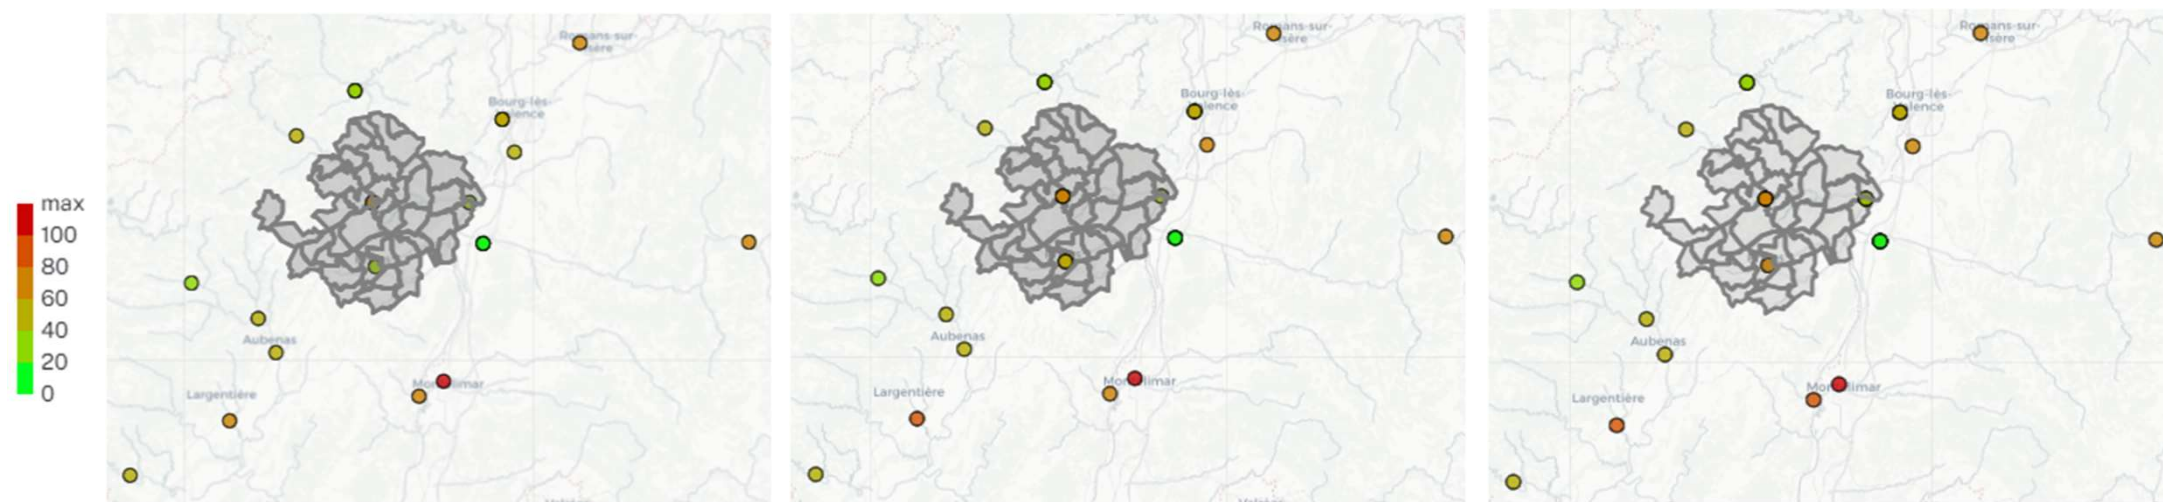 max
100
80
60
40
20
0
Romans-sur-
Isère
Bourg-lès-
Valence
Aubenas
Largentière
Montélimar
Romans-sur-
Isère
Bourg-lès-
Valence
Aubenas
Largentière
Montélimar
Romans-sur-
Isère
Bourg-lès-
Valence
Aubenas
Largentière
Montélimar